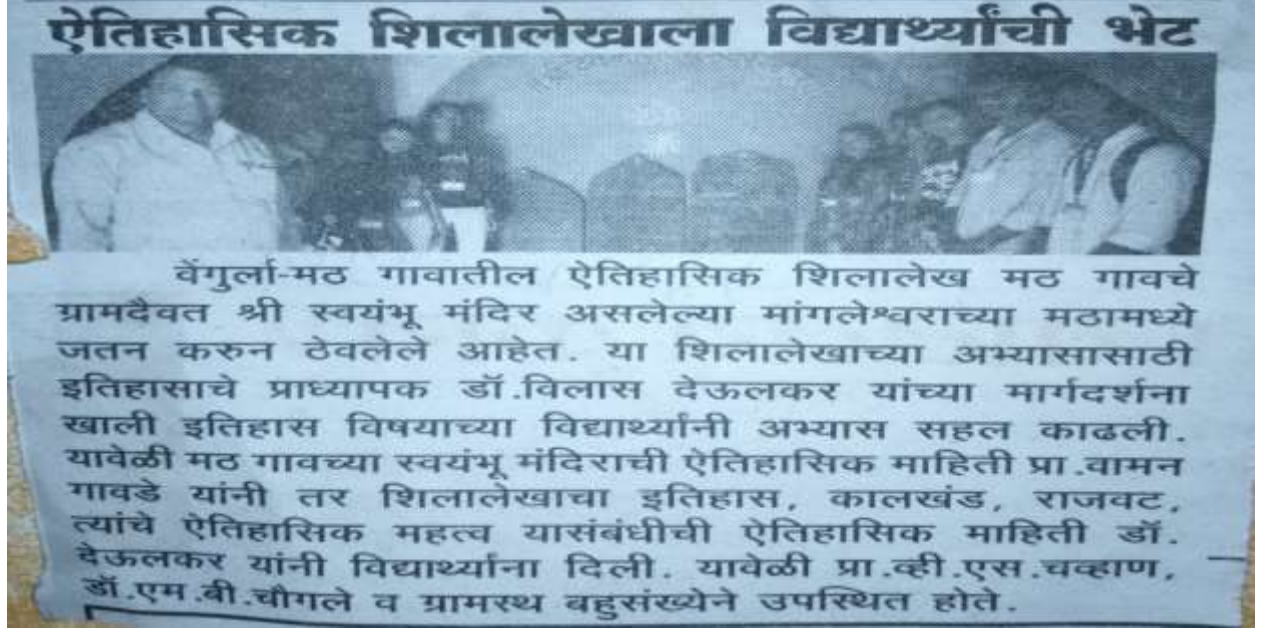 ऐतिहासिक शिलालेखाला विद्यार्थ्यांची भेट
वेंगुर्ला-मठ गावातील ऐतिहासिक शिलालेख मठ गावचे
ग्रामदैवत श्री स्वयंभू मंदिर असलेल्या मांगलेश्वराच्या मठामध्ये
जतन करुन ठेवलेले आहेत. या शिलालेखाच्या अभ्यासासाठी
इतिहासाचे प्राध्यापक डॉ.विलास देऊलकर यांच्या मार्गदर्शना
खाली इतिहास विषयाच्या विद्यार्थ्यांनी अभ्यास सहल काढली.
यावेळी मठ गावच्या स्वयंभू मंदिराची ऐतिहासिक माहिती प्रा.वामन
गावडे यांनी तर शिलालेखाचा इतिहास, कालखंड, राजवट,
त्यांचे ऐतिहासिक महत्व यासंबंधीची ऐतिहासिक माहिती डॉ.
देऊलकर यांनी विद्यार्थ्यांना दिली. यावेळी प्रा.व्ही.एस.चव्हाण,
डॉ.एम.बी.चौगले व ग्रामस्थ बहुसंख्येने उपस्थित होते.